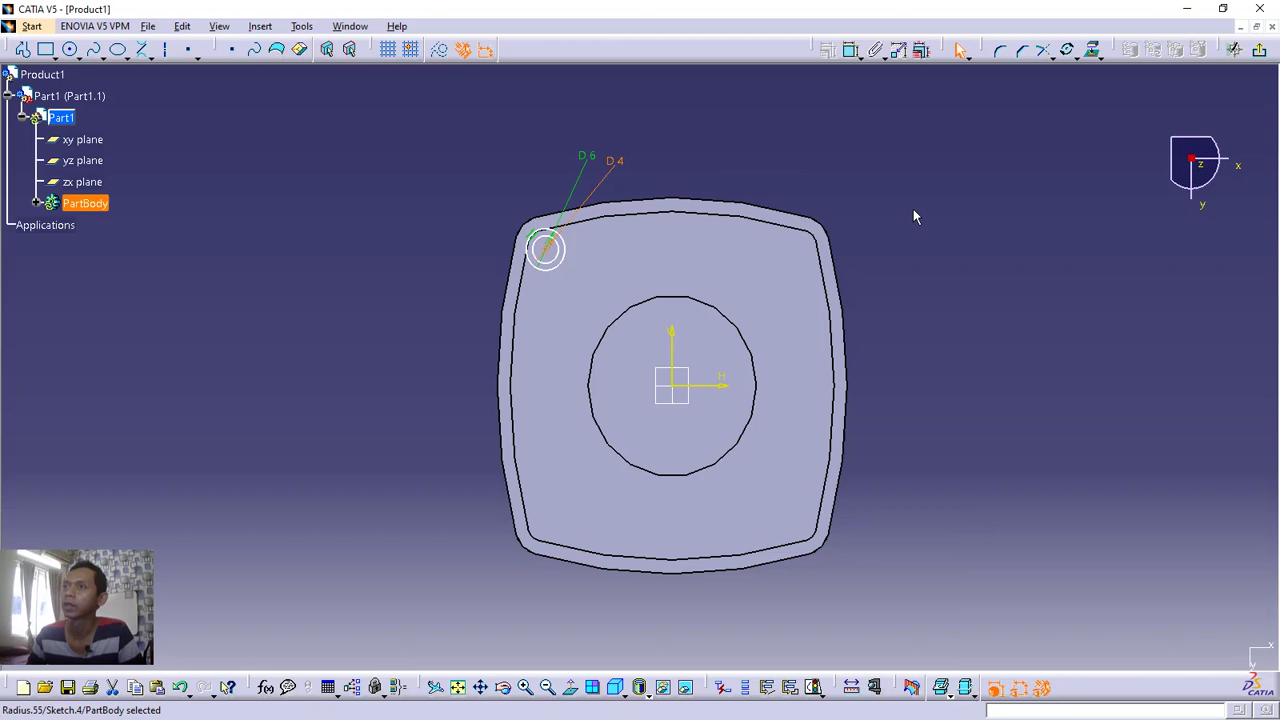 CATIA V5 - [Product1]
Start ENOVIA V5 VPM File Edit View Insert Tools Window Help
Product1
Part1 (Part1.1)
Part1
xy plane
yz plane
zx plane
PartBody
Applications
D 6
D 4
V
H
x
z
y
x
y
f(x)
CATIA
Radius.55/Sketch.4/PartBody selected